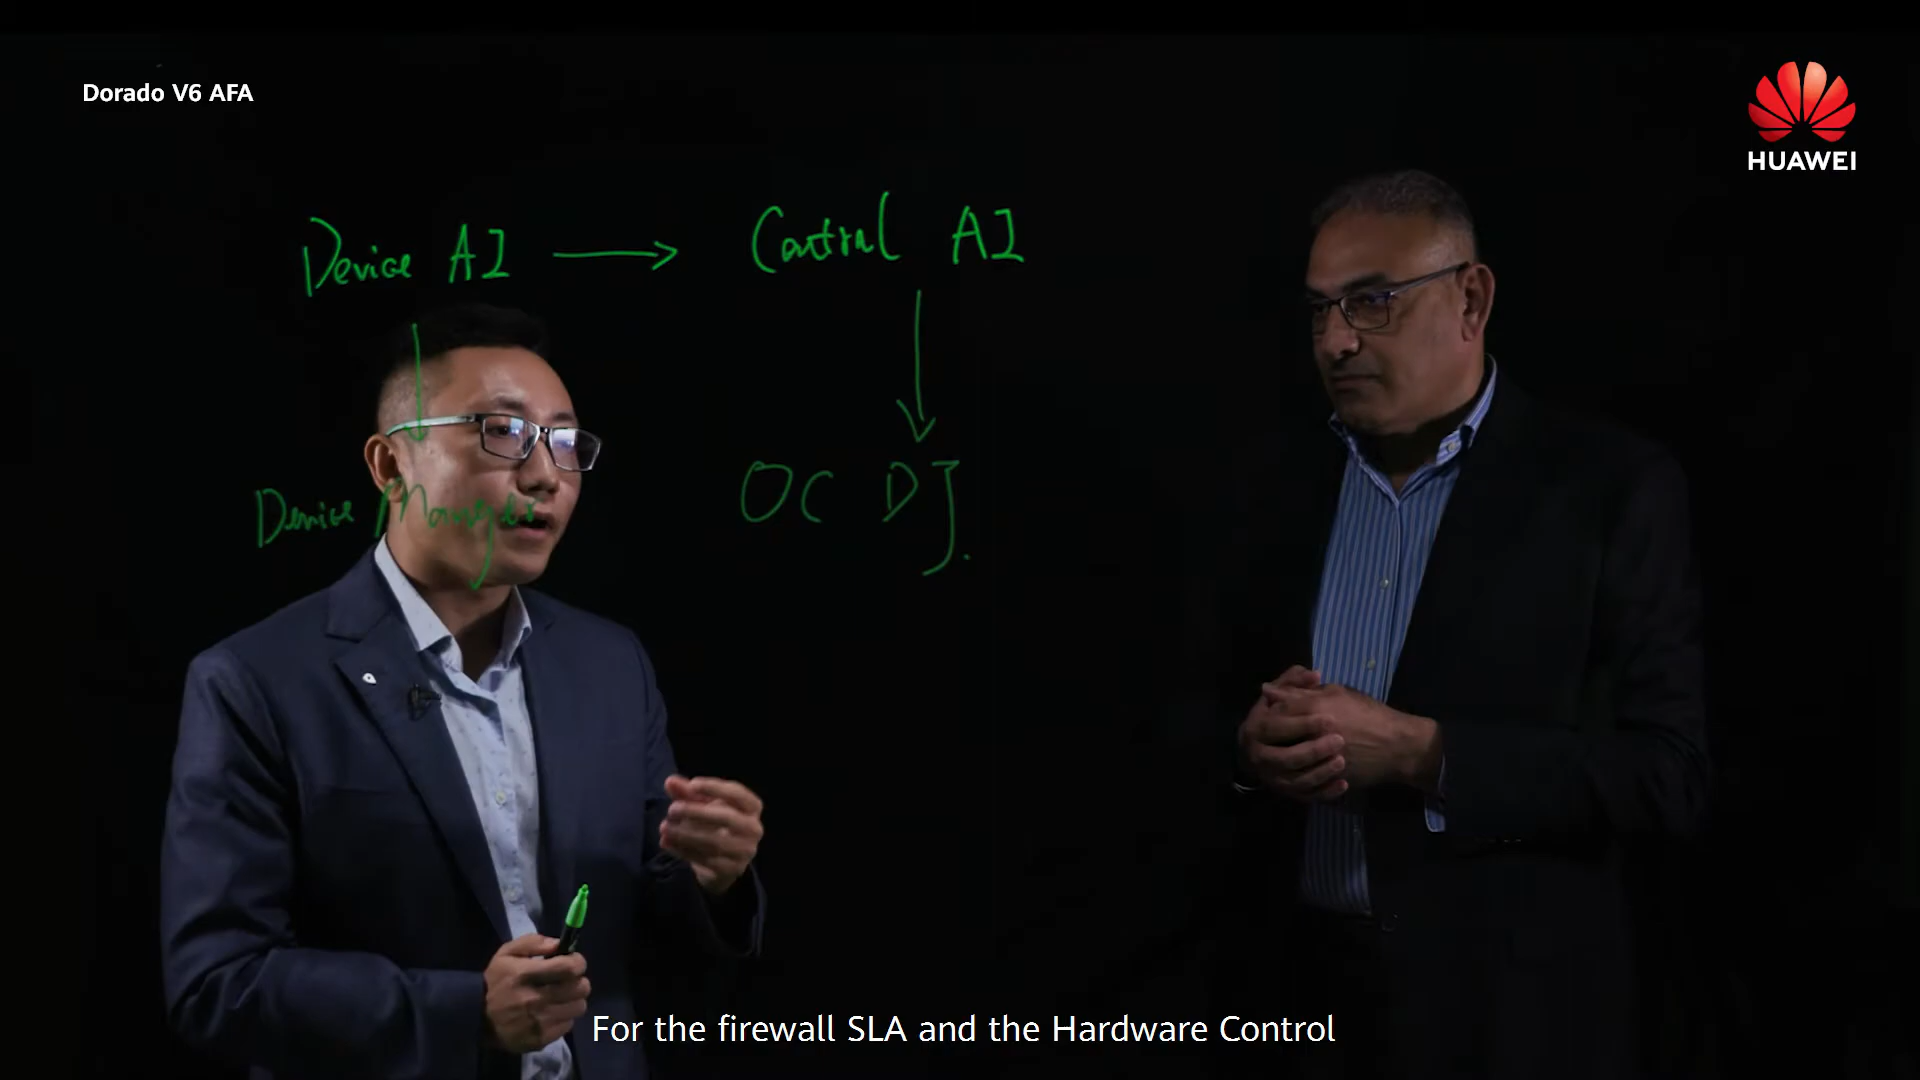 Dorado V6 AFA
HUAWEI
Device AI → Control AI
Device Manager
OC DJ.
For the firewall SLA and the Hardware Control